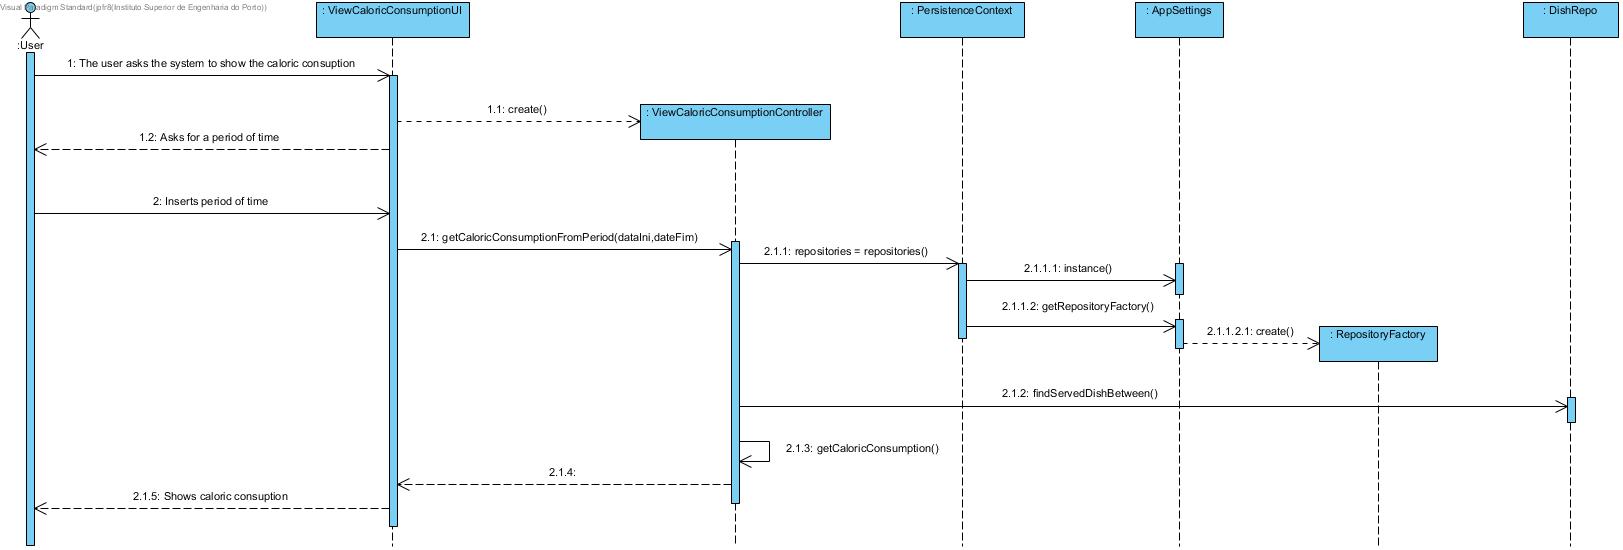 Visual Paradigm Standard(jpfr8(Instituto Superior de Engenharia do Porto))
: ViewCaloricConsumptionUI
: PersistenceContext
: AppSettings
: DishRepo
:User
1: The user asks the system to show the caloric consuption
1.1: create()
: ViewCaloricConsumptionController
1.2: Asks for a period of time
2: Inserts period of time
2.1: getCaloricConsumptionFromPeriod(dataIni,dateFim)
2.1.1: repositories = repositories()
2.1.1.1: instance()
2.1.1.2: getRepositoryFactory()
2.1.1.2.1: create()
: RepositoryFactory
2.1.2: findServedDishBetween()
2.1.3: getCaloricConsumption()
2.1.4:
2.1.5: Shows caloric consuption